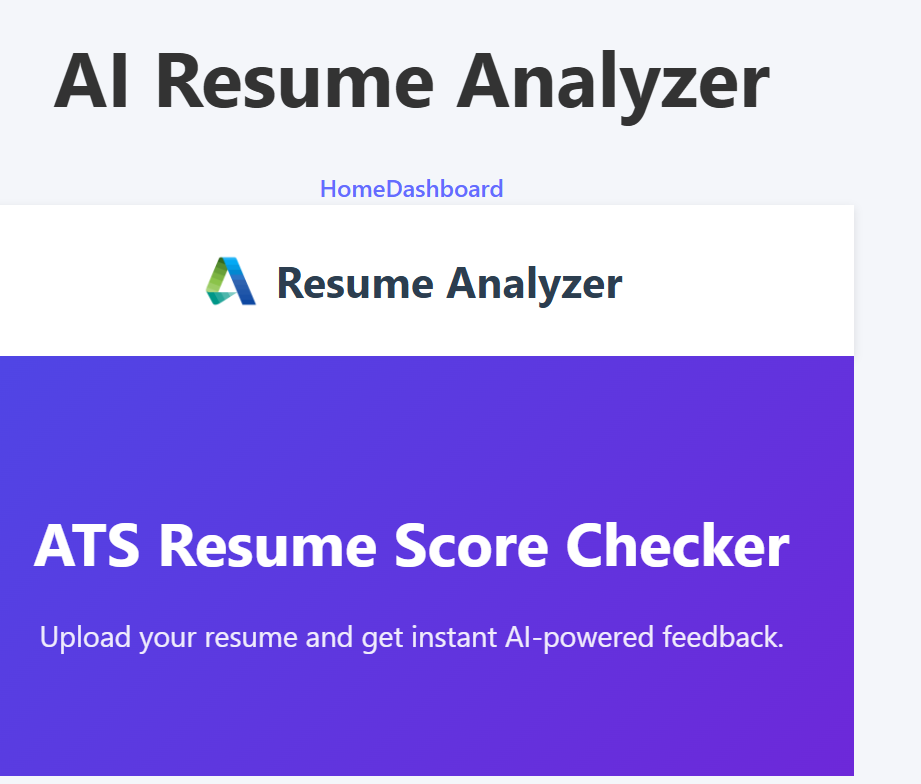 AI Resume Analyzer
HomeDashboard
Resume Analyzer
ATS Resume Score Checker
Upload your resume and get instant AI-powered feedback.